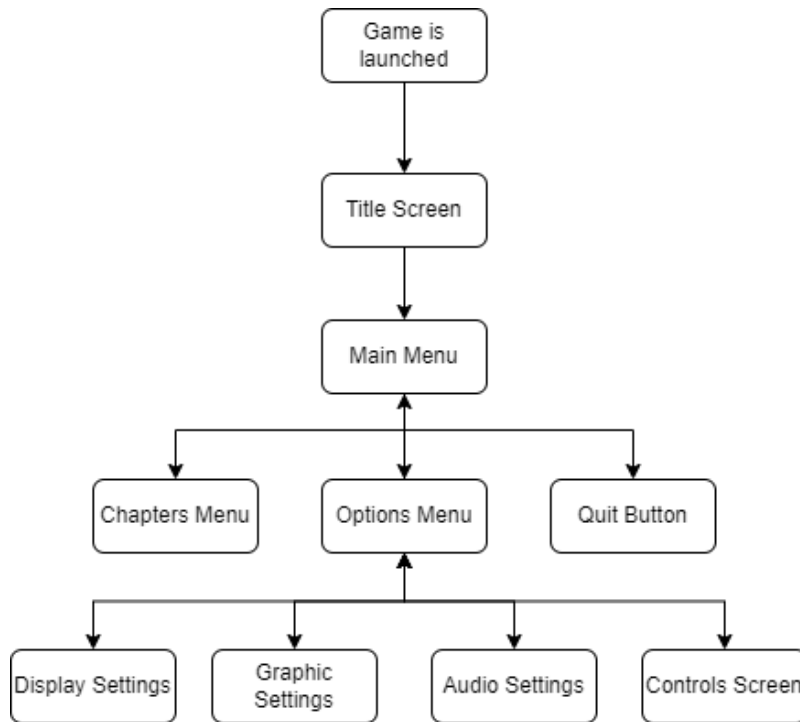 Game is
launched
Title Screen
Main Menu
Chapters Menu
Options Menu
Quit Button
Display Settings
Graphic
Settings
Audio Settings
Controls Screen